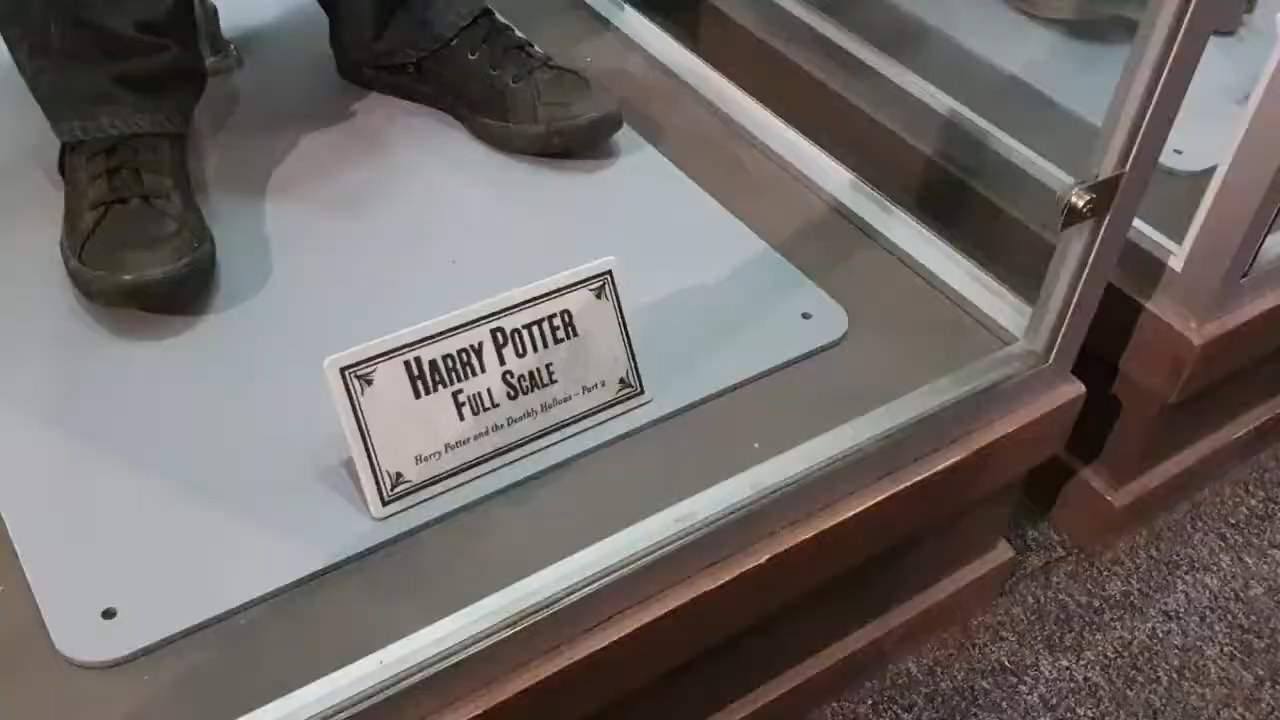 HARRY POTTER
FULL SCALE
Harry Potter and the Deathly Hallows – Part 2